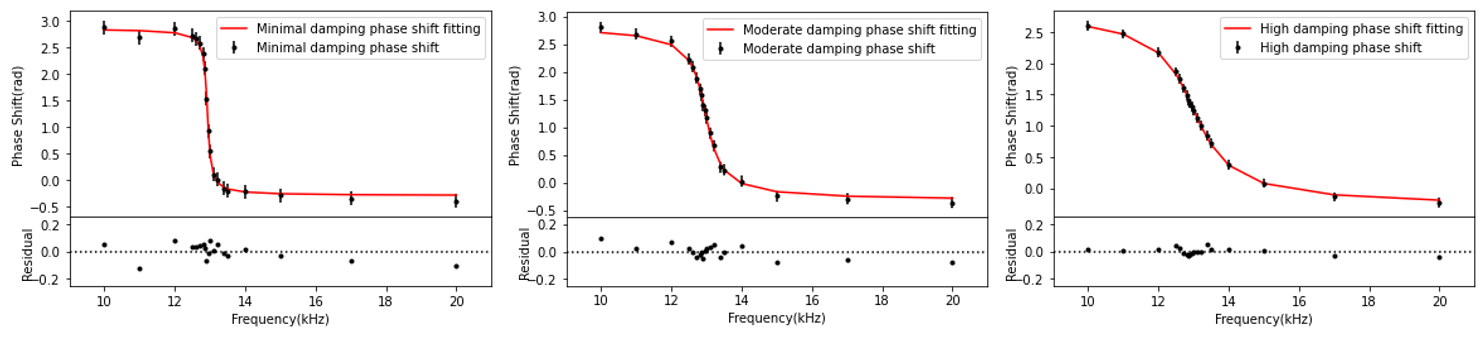 3.0
2.5
2.0
1.5
1.0
0.5
0.0
−0.5
Phase Shift(rad)
Minimal damping phase shift fitting
Minimal damping phase shift
0.2
0.0
−0.2
Residual
10 12 14 16 18 20
Frequency(kHz)
3.0
2.5
2.0
1.5
1.0
0.5
0.0
−0.5
Phase Shift(rad)
Moderate damping phase shift fitting
Moderate damping phase shift
0.2
0.0
−0.2
Residual
10 12 14 16 18 20
Frequency(kHz)
2.5
2.0
1.5
1.0
0.5
0.0
Phase Shift(rad)
High damping phase shift fitting
High damping phase shift
0.2
0.0
−0.2
Residual
10 12 14 16 18 20
Frequency(kHz)